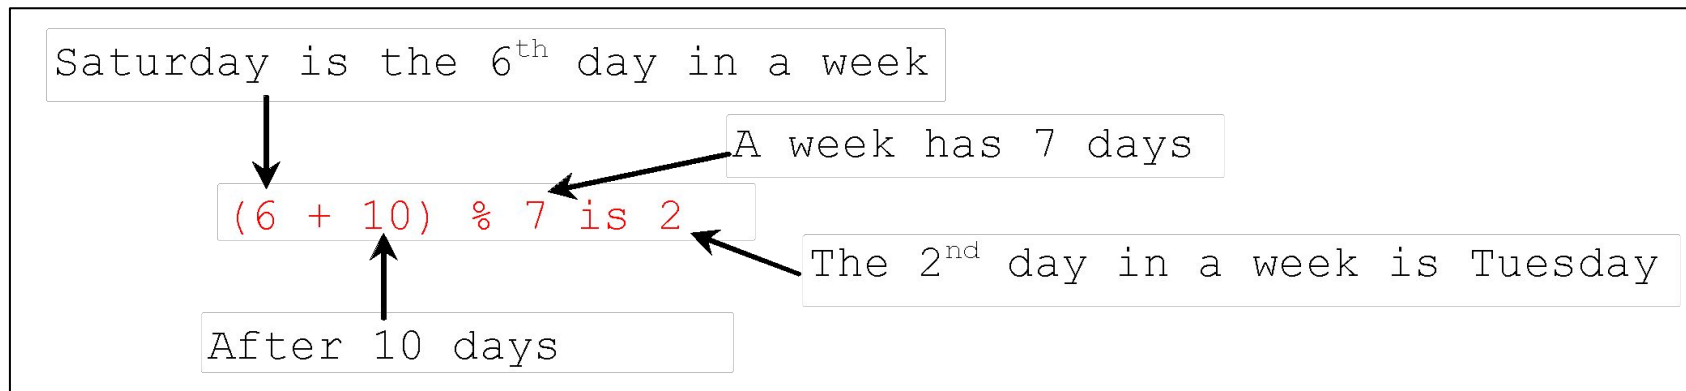 Saturday is the 6th day in a week
A week has 7 days
(6 + 10) % 7 is 2
The 2nd day in a week is Tuesday
After 10 days